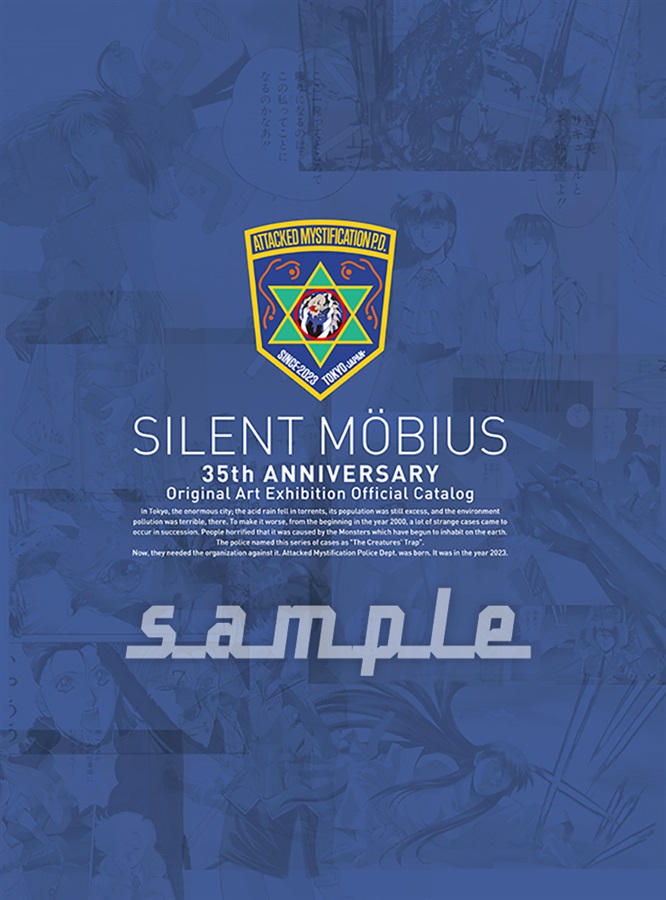 ATTACKED MYSTIFICATION P.D.
SINCE-2023 TOKYO-JAPAN-
SILENT MÖBIUS
35th ANNIVERSARY
Original Art Exhibition Official Catalog
In Tokyo, the enormous city; the acid rain fell in torrents, its population was still excess, and the environment
pollution was terrible, there. To make it worse, from the beginning in the year 2000, a lot of strange cases came to
occur in succession. People horrified that it was caused by the Monsters which have begun to inhabit on the earth.
The police named this series of cases as "The Creatures' Trap".
Now, they needed the organization against it. Attacked Mystification Police Dept. was born. It was in the year 2023.
sample
この私ってことに
なるのかなあ!!